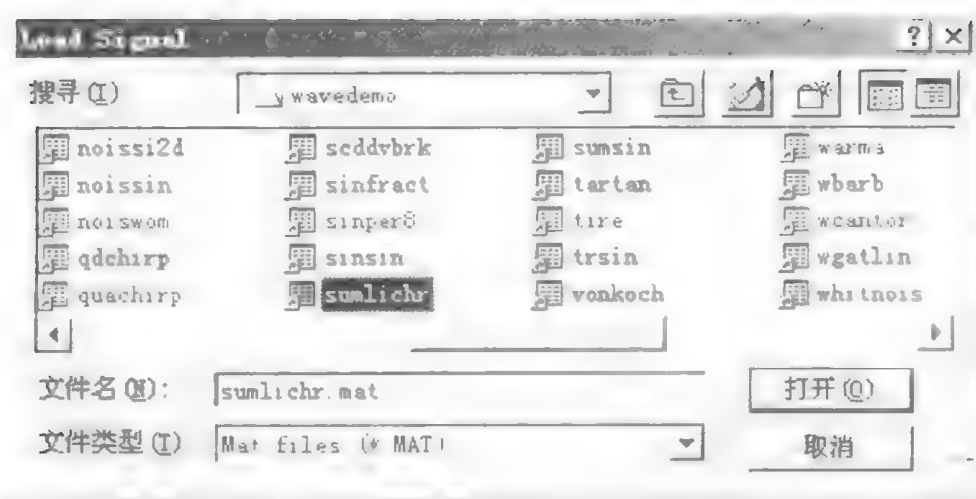 Load Signal
搜寻(I)
wavedemo
noissi2d scddvbrk sumsin warma
noissin sinfract tartan wbarb
noiswom sinper8 tire wcantor
qdchirp sinsin trsin wgatlin
quachirp sumlichr vonkoch whitnois
文件名(N): sumlichr.mat 打开(O)
文件类型(T) Mat files (*.MAT) 取消